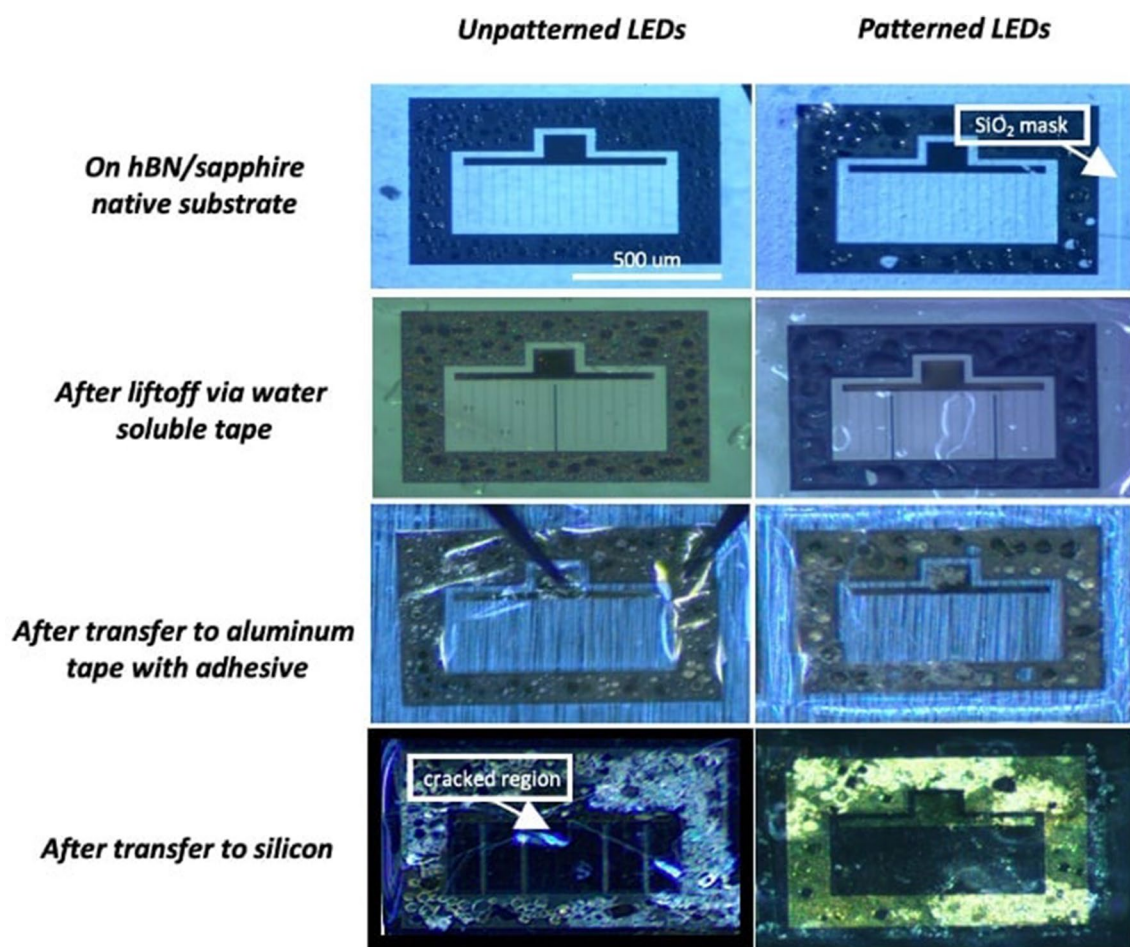 Unpatterned LEDs
Patterned LEDs
On hBN/sapphire
native substrate
SiO₂ mask
500 um
After liftoff via water
soluble tape
After transfer to aluminum
tape with adhesive
cracked region
After transfer to silicon